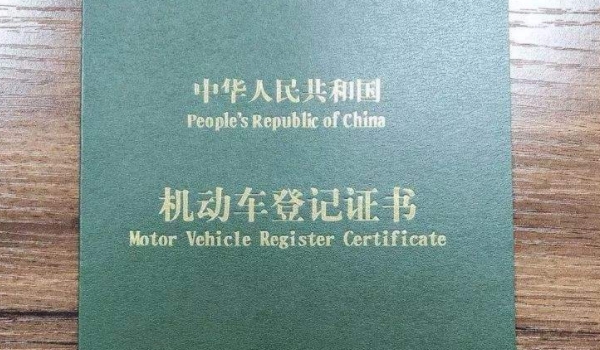 中华人民共和国
People's Republic of China
机动车登记证书
Motor Vehicle Register Certificate